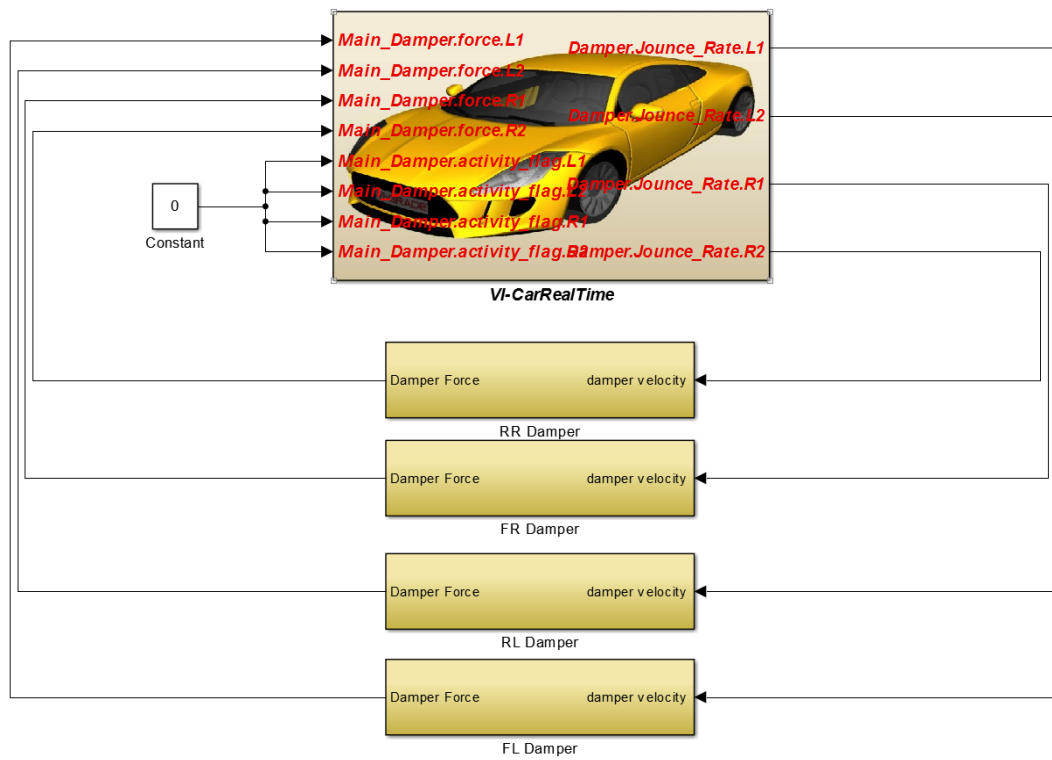 Main_Damper.force.L1
Damper.Jounce_Rate.L1
Main_Damper.force.L2
Main_Damper.force.R1
Damper.Jounce_Rate.L2
Main_Damper.force.R2
Main_Damper.activity_flag.L1
Main_Damper.activity_flag.L2
Damper.Jounce_Rate.R1
Main_Damper.activity_flag.R1
Main_Damper.activity_flag.R2
Damper.Jounce_Rate.R2
0
Constant
VI-CarRealTime
Damper Force
damper velocity
RR Damper
Damper Force
damper velocity
FR Damper
Damper Force
damper velocity
RL Damper
Damper Force
damper velocity
FL Damper